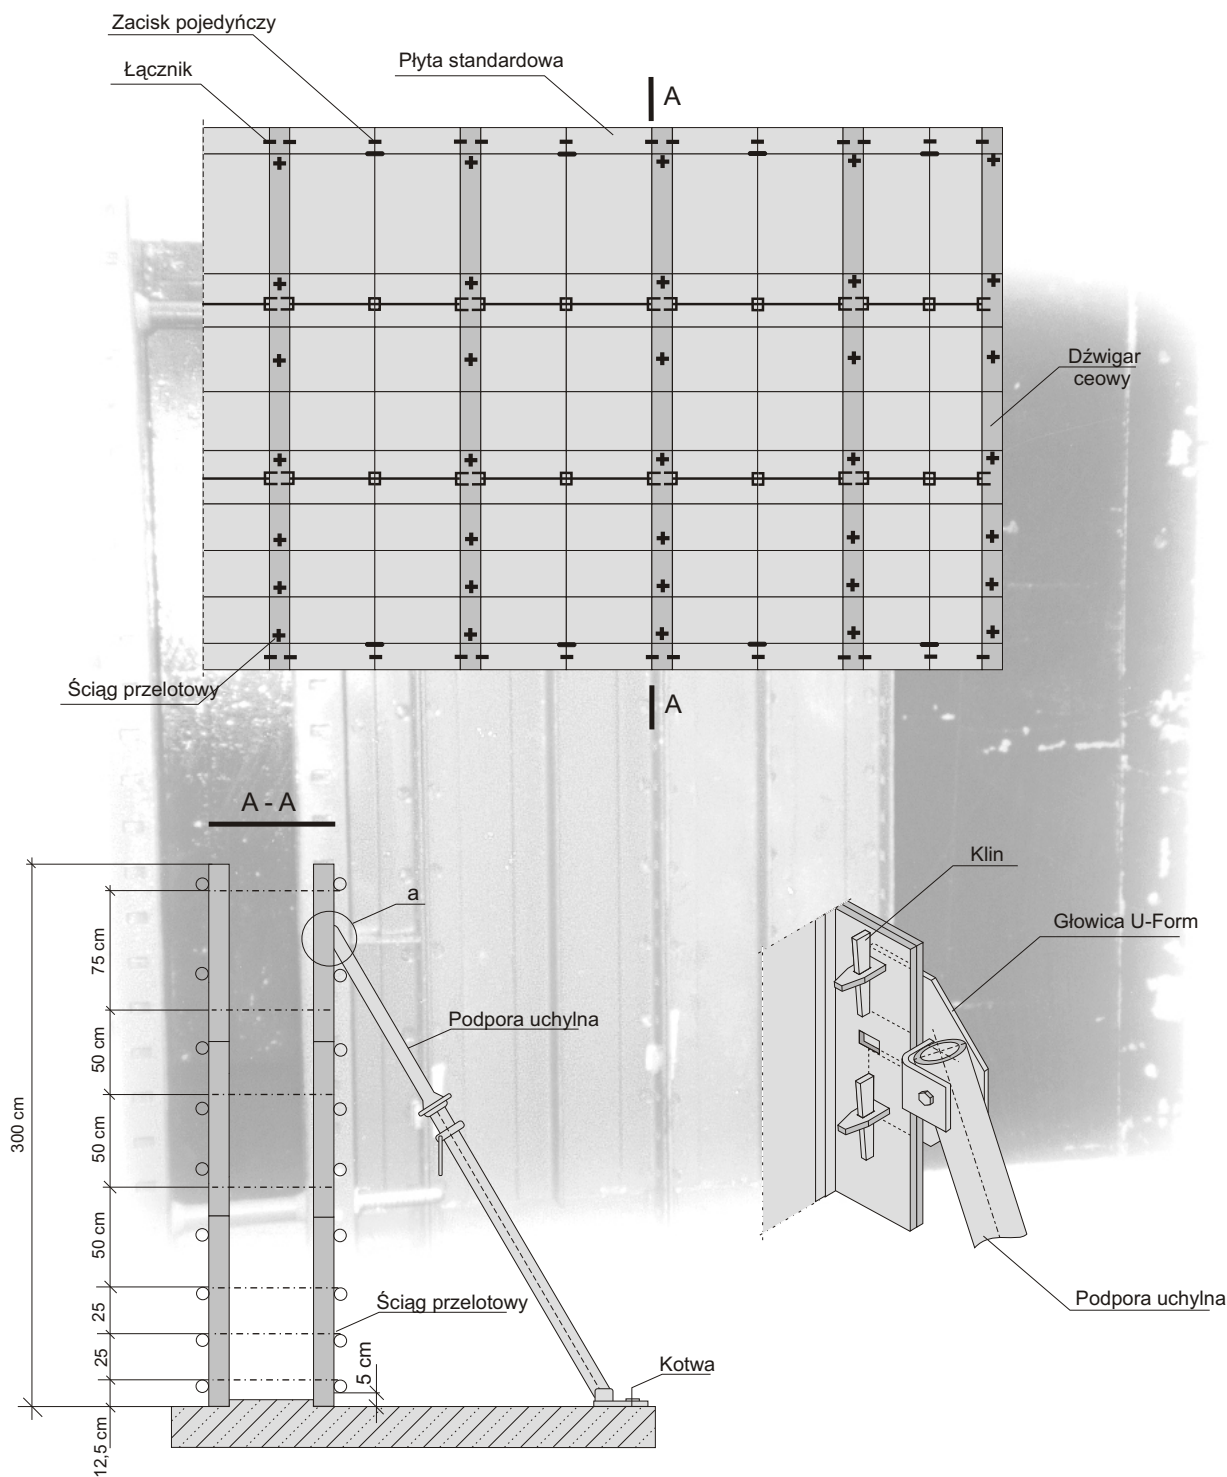 Zacisk pojedyńczy
Łącznik
Płyta standardowa
A
Dźwigar
ceowy
Ściąg przelotowy
A
A - A
a
Klin
Głowica U-Form
Podpora uchylna
75 cm
50 cm
50 cm
50 cm
25
25
12,5 cm
300 cm
Ściąg przelotowy
5 cm
Kotwa
Podpora uchylna